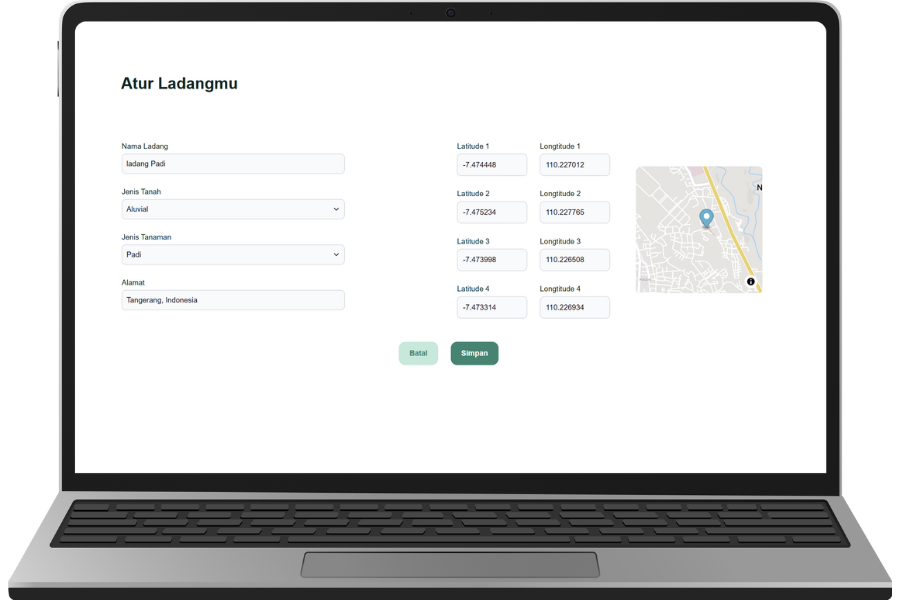 Atur Ladangmu
Nama Ladang
ladang Padi
Jenis Tanah
Aluvial
Jenis Tanaman
Padi
Alamat
Tangerang, Indonesia
Latitude 1
Longtitude 1
-7.474448
110.227012
Latitude 2
Longtitude 2
-7.475234
110.227765
Latitude 3
Longtitude 3
-7.473998
110.226508
Latitude 4
Longtitude 4
-7.473314
110.226934
N
Batal
Simpan